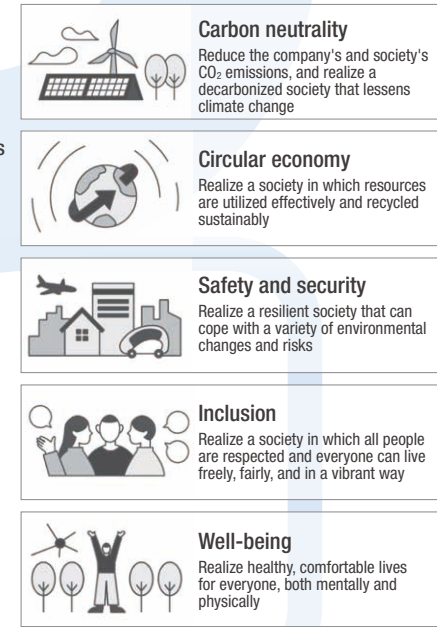 Carbon neutrality
Reduce the company's and society's
CO₂ emissions, and realize a
decarbonized society that lessens
climate change
s
Circular economy
Realize a society in which resources
are utilized effectively and recycled
sustainably
Safety and security
Realize a resilient society that can
cope with a variety of environmental
changes and risks
Inclusion
Realize a society in which all people
are respected and everyone can live
freely, fairly, and in a vibrant way
Well-being
Realize healthy, comfortable lives
for everyone, both mentally and
physically